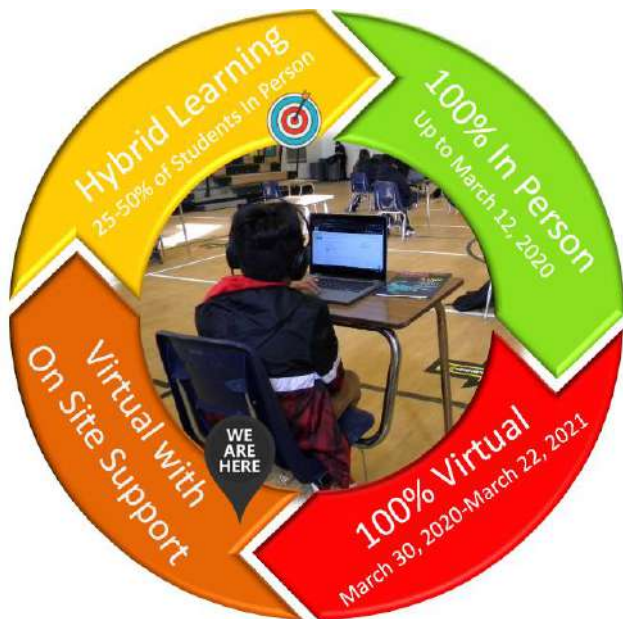 Hybrid Learning
25-50% of Students In Person
100% In Person
Up to March 12, 2020
100% Virtual
March 30, 2020-March 22, 2021
Virtual with
On Site Support
WE
ARE
HERE